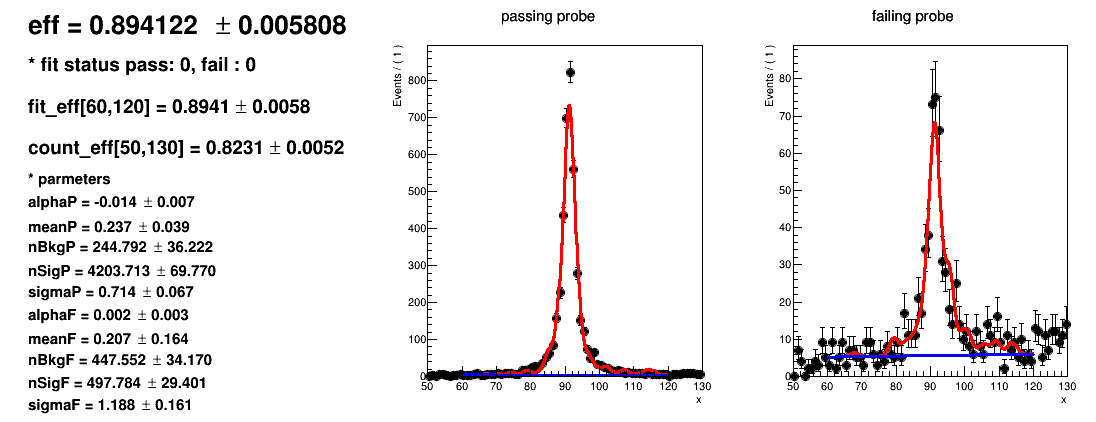 eff = 0.894122 ± 0.005808
* fit status pass: 0, fail : 0
fit_eff[60,120] = 0.8941 ± 0.0058
count_eff[50,130] = 0.8231 ± 0.0052
* parmeters
alphaP = -0.014 ± 0.007
meanP = 0.237 ± 0.039
nBkgP = 244.792 ± 36.222
nSigP = 4203.713 ± 69.770
sigmaP = 0.714 ± 0.067
alphaF = 0.002 ± 0.003
meanF = 0.207 ± 0.164
nBkgF = 447.552 ± 34.170
nSigF = 497.784 ± 29.401
sigmaF = 1.188 ± 0.161
passing probe
Events / ( 1 )
800
700
600
500
400
300
200
100
0
50 60 70 80 90 100 110 120 130
x
failing probe
Events / ( 1 )
80
70
60
50
40
30
20
10
0
50 60 70 80 90 100 110 120 130
x